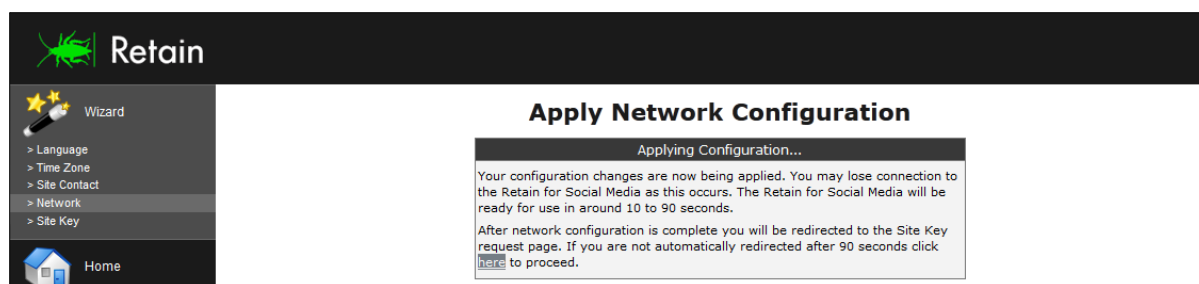 Retain
Wizard
> Language
> Time Zone
> Site Contact
> Network
> Site Key
Home
Apply Network Configuration
Applying Configuration...
Your configuration changes are now being applied. You may lose connection to
the Retain for Social Media as this occurs. The Retain for Social Media will be
ready for use in around 10 to 90 seconds.
After network configuration is complete you will be redirected to the Site Key
request page. If you are not automatically redirected after 90 seconds click
here to proceed.